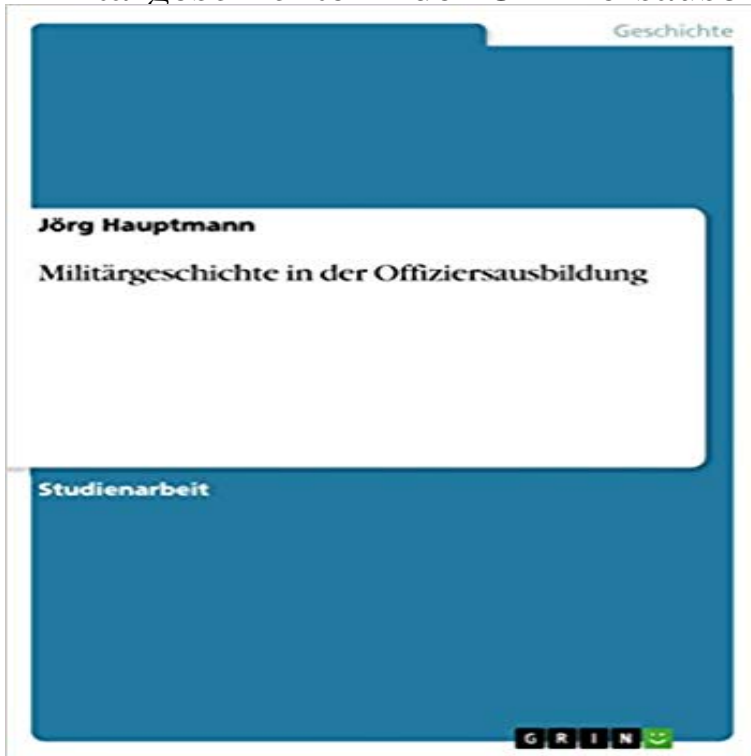 Geschichte
Jörg Hauptmann
Militärgeschichte in der Offiziersausbildung
Studienarbeit
GRIN